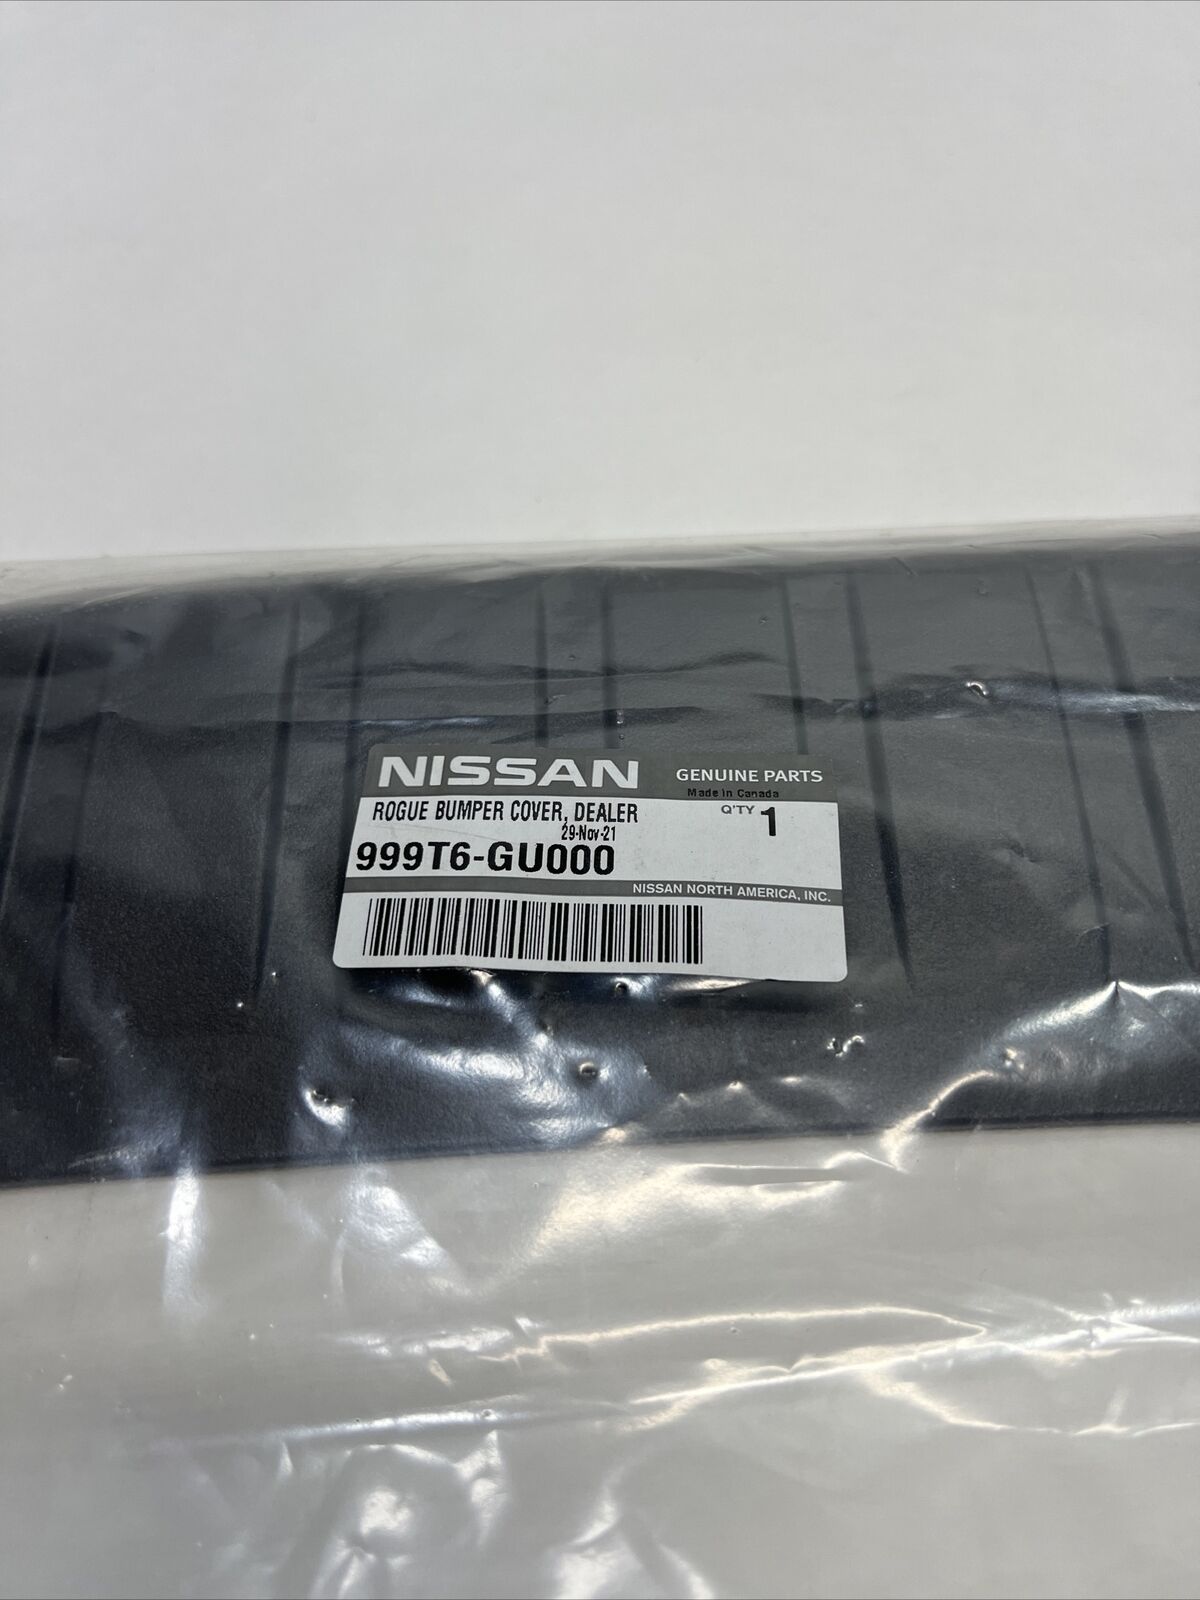 NISSAN GENUINE PARTS
Made in Canada
ROGUE BUMPER COVER, DEALER Q'TY 1
29-Nov-21
999T6-GU000
NISSAN NORTH AMERICA, INC.